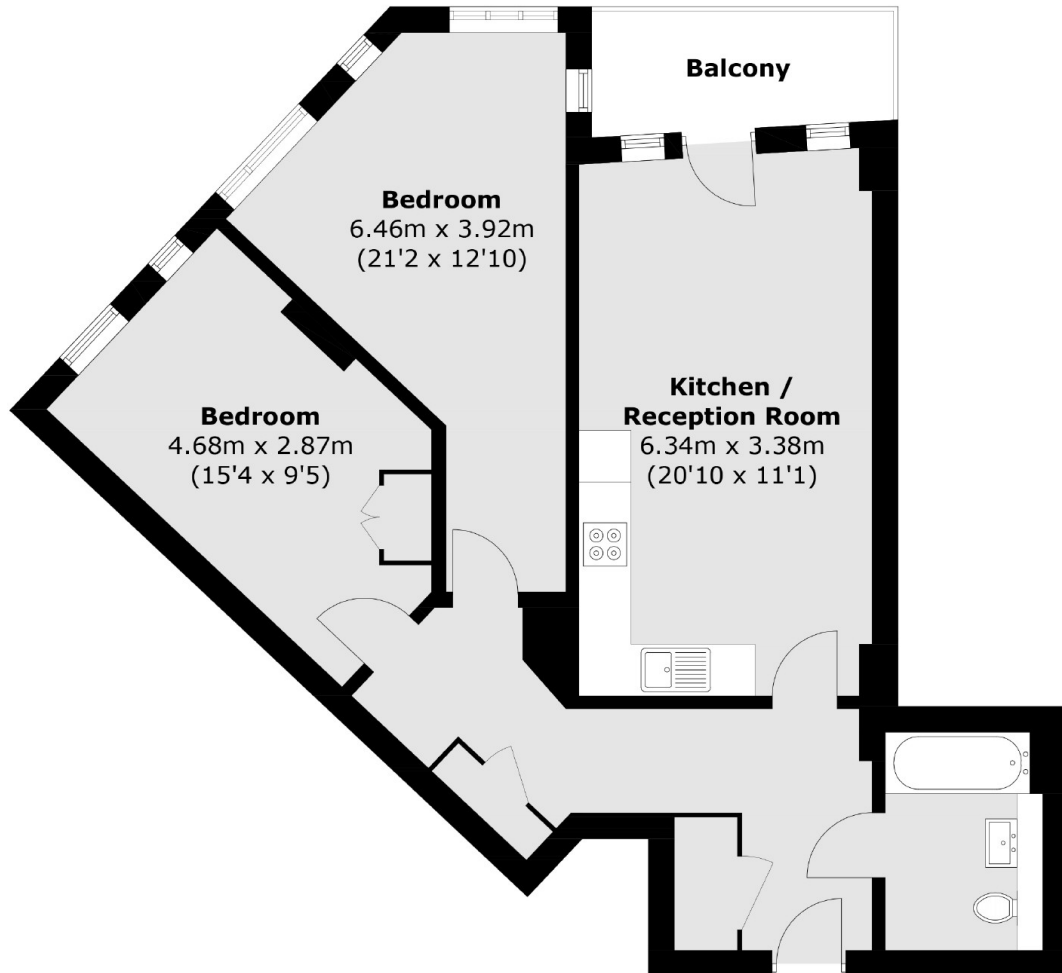 Balcony
Bedroom
6.46m x 3.92m
(21'2 x 12'10)
Kitchen /
Reception Room
6.34m x 3.38m
(20'10 x 11'1)
Bedroom
4.68m x 2.87m
(15'4 x 9'5)